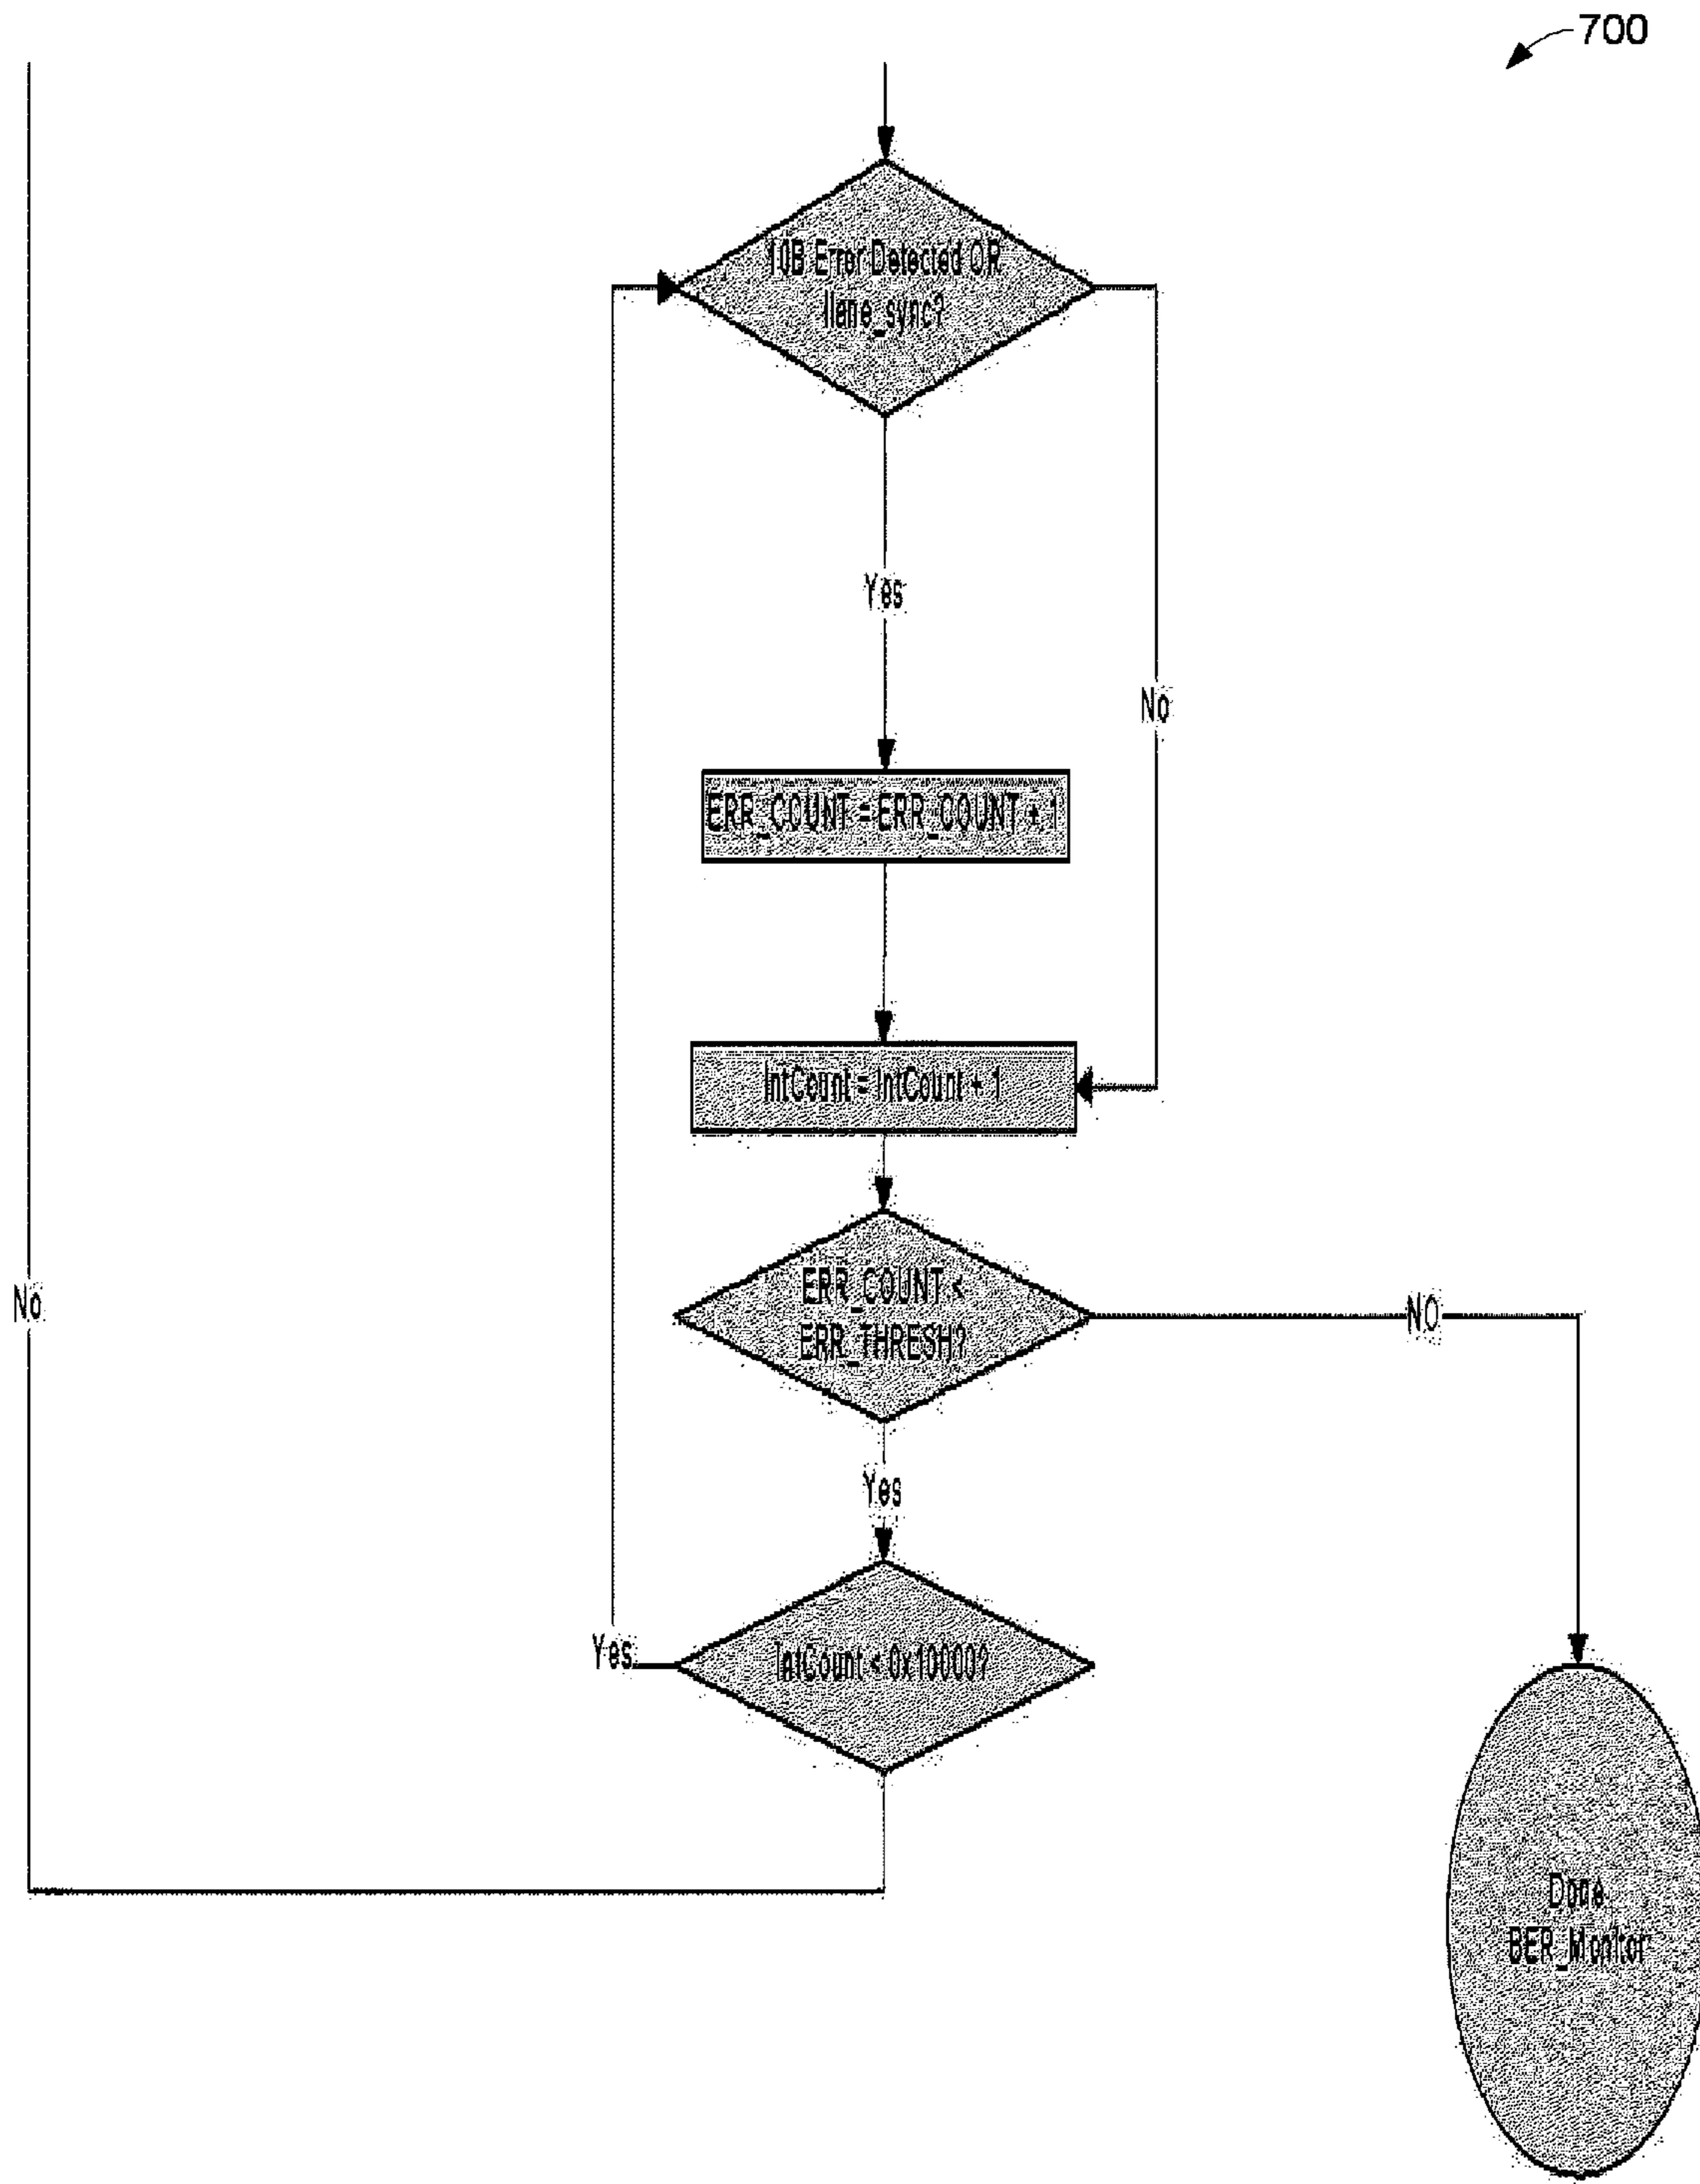 700
10B Error Detected OR
!lane_sync?
Yes
No
ERR_COUNT = ERR_COUNT + 1
IntCount = IntCount + 1
No
ERR_COUNT <
ERR_THRESH?
NO
Yes
Yes
IntCount < 0x10000?
Done
BER_Monitor